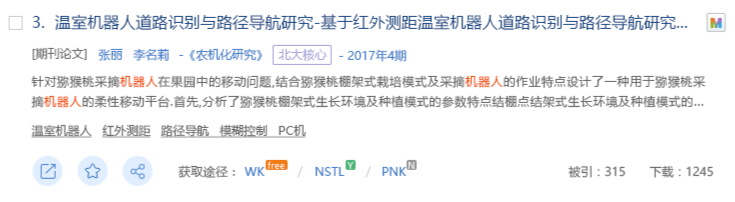 3. 温室机器人道路识别与路径导航研究-基于红外测距温室机器人道路识别与路径导航研究... M
[期刊论文] 张丽 李名莉 -《农机化研究》 北大核心 - 2017年4期
针对猕猴桃采摘机器人在果园中的移动问题,结合猕猴桃棚架式栽培模式及采摘机器人的作业特点设计了一种用于猕猴桃采
摘机器人的柔性移动平台.首先,分析了猕猴桃棚架式生长环境及种植模式的参数特点结棚点结架式生长环境及种植模式的...
温室机器人 红外测距 路径导航 模糊控制 PC机
获取途径: WK free / NSTL Y / PNK N 被引: 315 下载: 1245